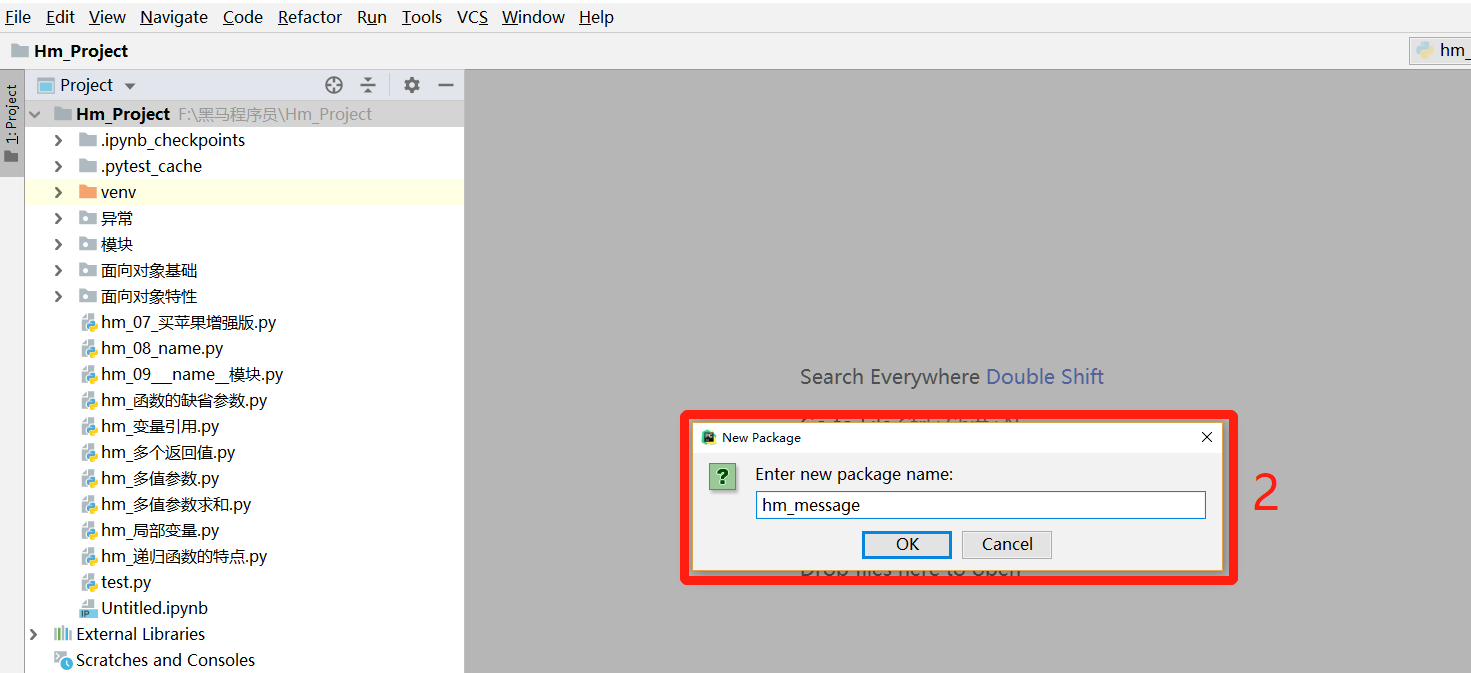 File Edit View Navigate Code Refactor Run Tools VCS Window Help
Hm_Project
hm_
1: Project
Project
Hm_Project F:\黑马程序员\Hm_Project
.ipynb_checkpoints
.pytest_cache
venv
异常
模块
面向对象基础
面向对象特性
hm_07_买苹果增强版.py
hm_08_name.py
hm_09___name__模块.py
hm_函数的缺省参数.py
hm_变量引用.py
hm_多个返回值.py
hm_多值参数.py
hm_多值参数求和.py
hm_局部变量.py
hm_递归函数的特点.py
test.py
Untitled.ipynb
External Libraries
Scratches and Consoles
Search Everywhere Double Shift
New Package
Enter new package name:
hm_message
OK Cancel
Drop files here to open
2